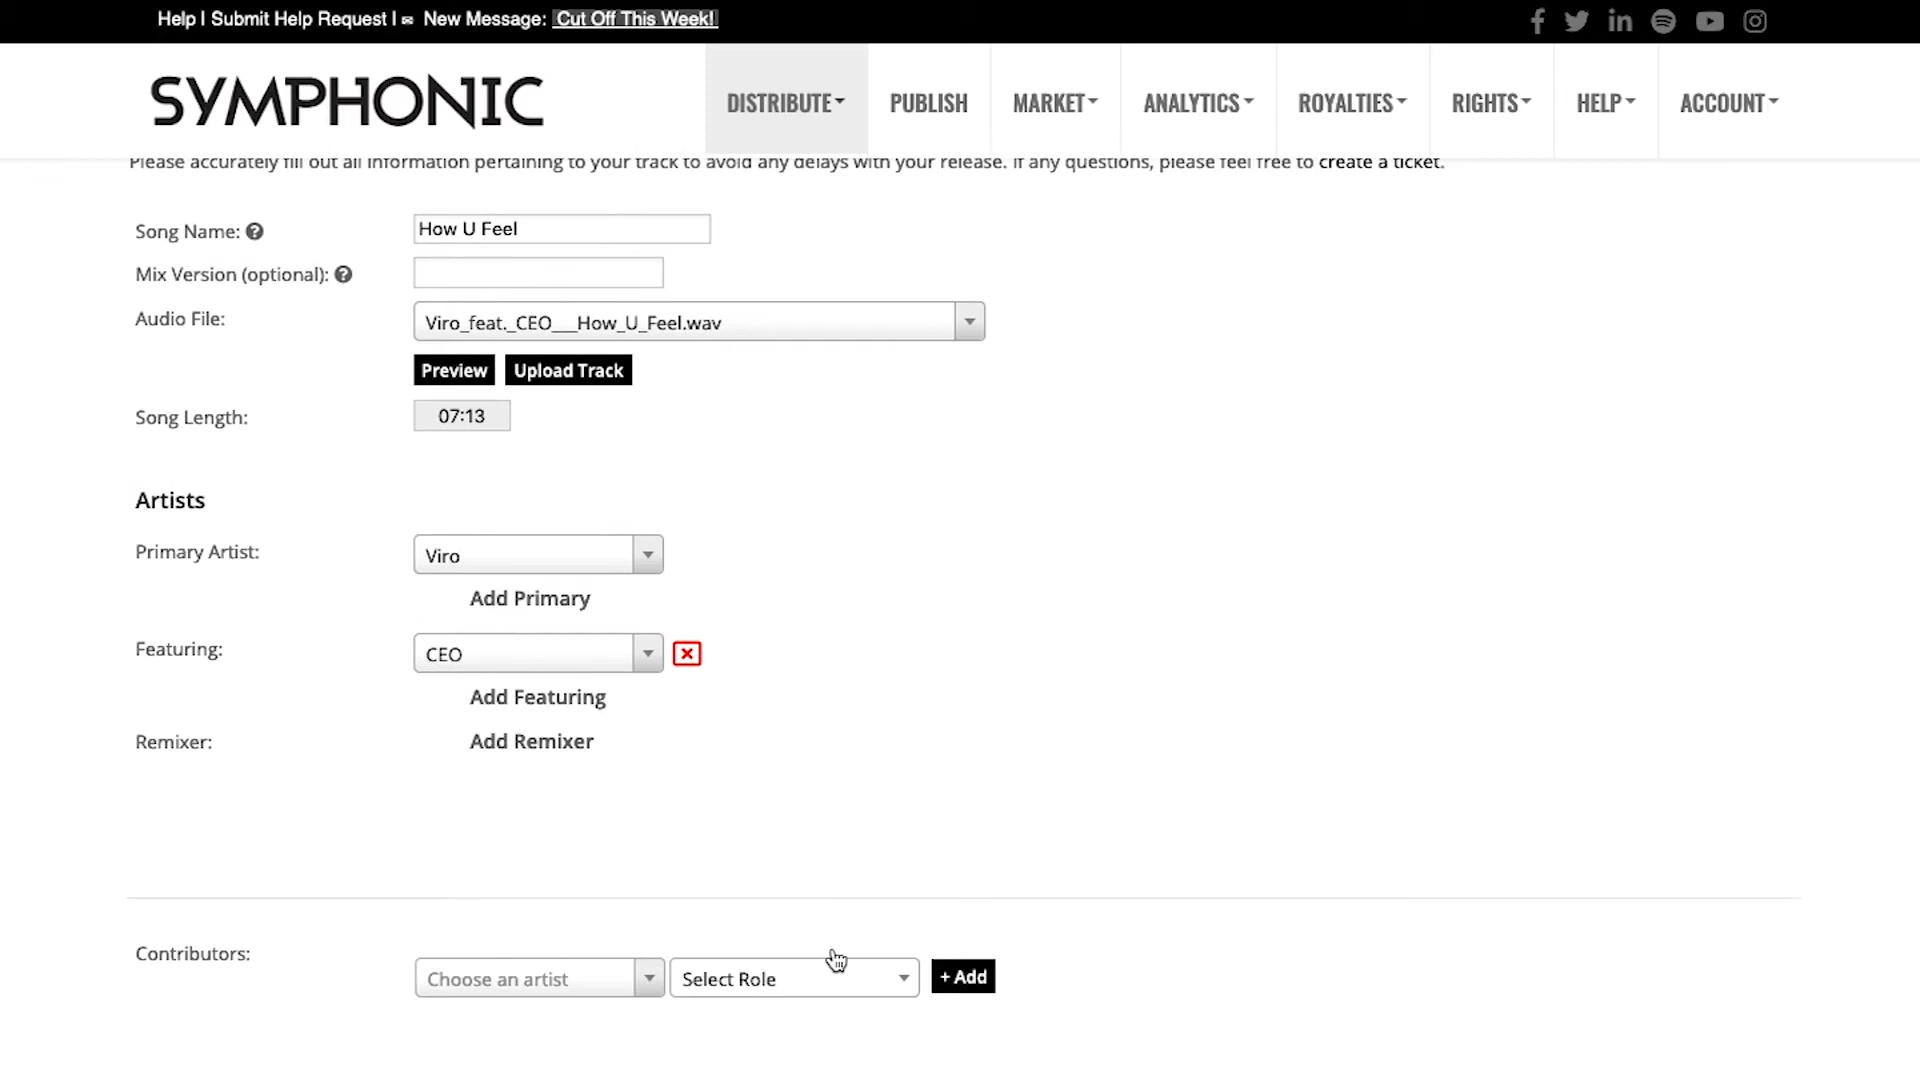 Help | Submit Help Request | ✉ New Message: Cut Off This Week!
SYMPHONIC
DISTRIBUTE PUBLISH MARKET ANALYTICS ROYALTIES RIGHTS HELP ACCOUNT
Please accurately fill out all information pertaining to your track to avoid any delays with your release. If any questions, please feel free to create a ticket.
Song Name: ? How U Feel
Mix Version (optional): ?
Audio File: Viro_feat._CEO___How_U_Feel.wav
Preview Upload Track
Song Length: 07:13
Artists
Primary Artist: Viro
Add Primary
Featuring: CEO
Add Featuring
Remixer: Add Remixer
Contributors:
Choose an artist Select Role + Add